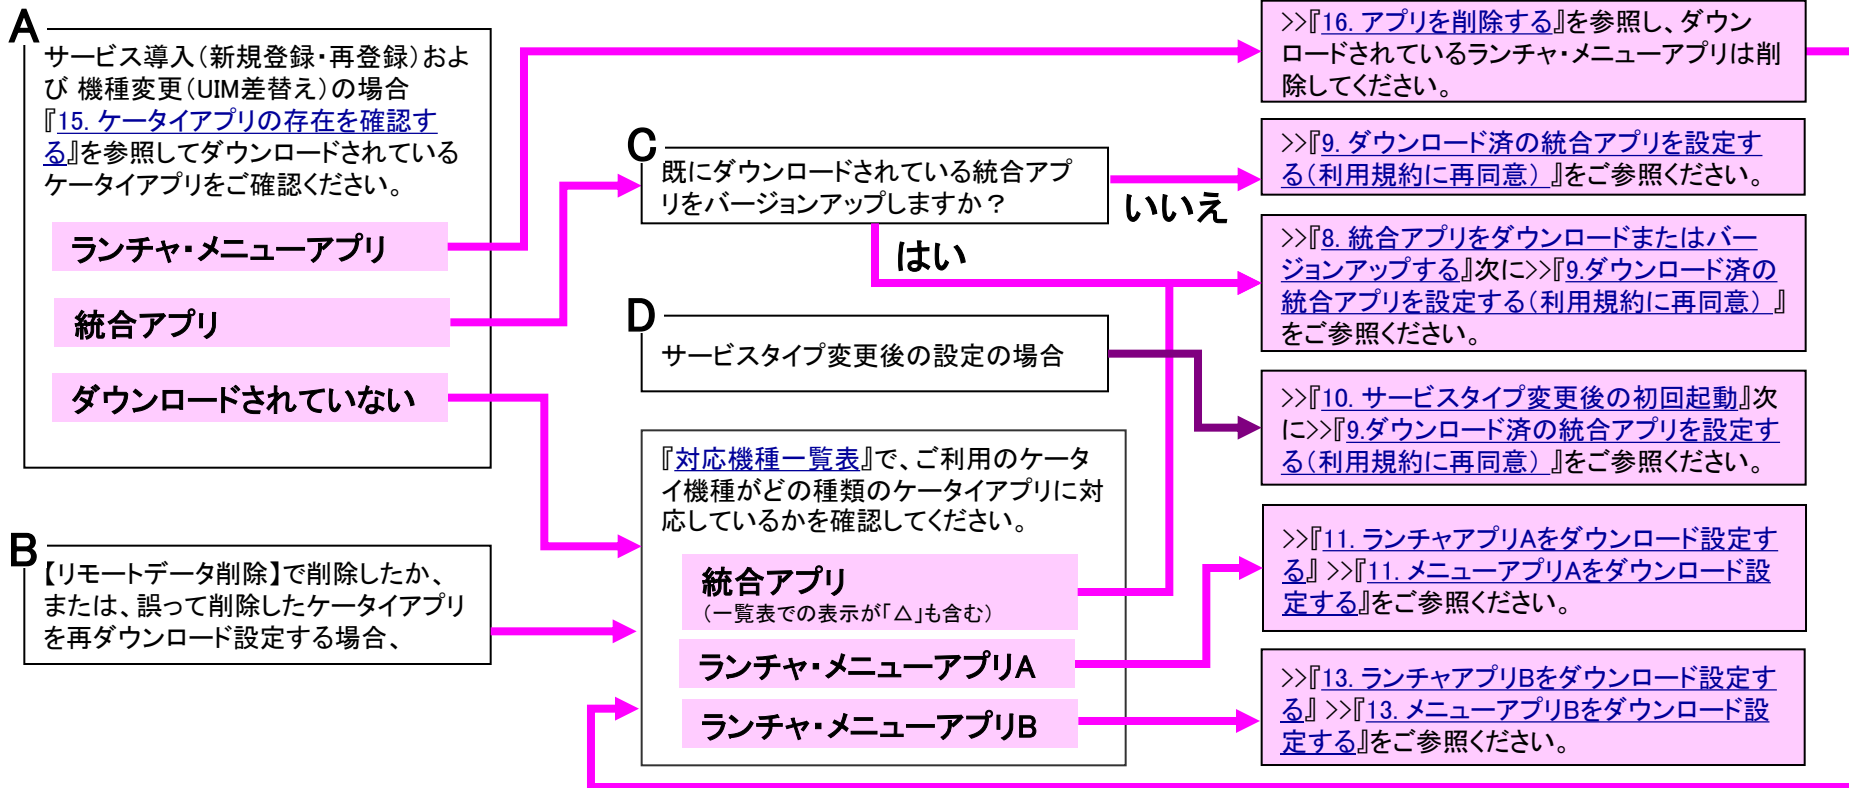 A
サービス導入（新規登録・再登録）およ
び 機種変更（UIM差替え）の場合
『15. ケータイアプリの存在を確認す
る』を参照してダウンロードされている
ケータイアプリをご確認ください。
ランチャ・メニューアプリ
統合アプリ
ダウンロードされていない
B
【リモートデータ削除】で削除したか、
または、誤って削除したケータイアプリ
を再ダウンロード設定する場合、
C
既にダウンロードされている統合アプ
リをバージョンアップしますか？
いいえ
はい
D
サービスタイプ変更後の設定の場合
『対応機種一覧表』で、ご利用のケータ
イ機種がどの種類のケータイアプリに対
応しているかを確認してください。
統合アプリ
（一覧表での表示が「△」も含む）
ランチャ・メニューアプリA
ランチャ・メニューアプリB
>>『16. アプリを削除する』を参照し、ダウン
ロードされているランチャ・メニューアプリは削
除してください。
>>『9. ダウンロード済の統合アプリを設定す
る（利用規約に再同意） 』をご参照ください。
>>『8. 統合アプリをダウンロードまたはバー
ジョンアップする』次に>>『9.ダウンロード済の
統合アプリを設定する（利用規約に再同意） 』
をご参照ください。
>>『10. サービスタイプ変更後の初回起動』次
に>>『9.ダウンロード済の統合アプリを設定す
る（利用規約に再同意） 』をご参照ください。
>>『11. ランチャアプリAをダウンロード設定す
る』 >>『11. メニューアプリAをダウンロード設
定する』をご参照ください。
>>『13. ランチャアプリBをダウンロード設定す
る』 >>『13. メニューアプリBをダウンロード設
定する』をご参照ください。